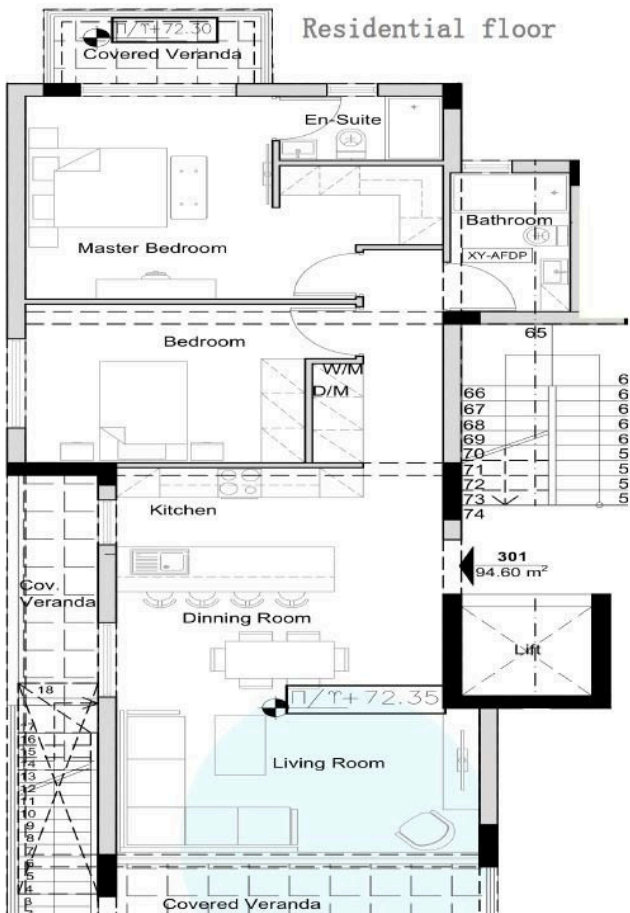 Residential floor
Π/Υ+72.30
Covered Veranda
En-Suite
Master Bedroom
Bathroom
XY-AFDP
Bedroom
W/M
D/M
65
66
67
68
69
70
71
72
73
74
Kitchen
301
94.60 m²
Cov.
Veranda
Dinning Room
Lift
18
17
16
15
14
13
12
11
10
9
8
7
6
5
4
3
Π/Υ+72.35
Living Room
Covered Veranda